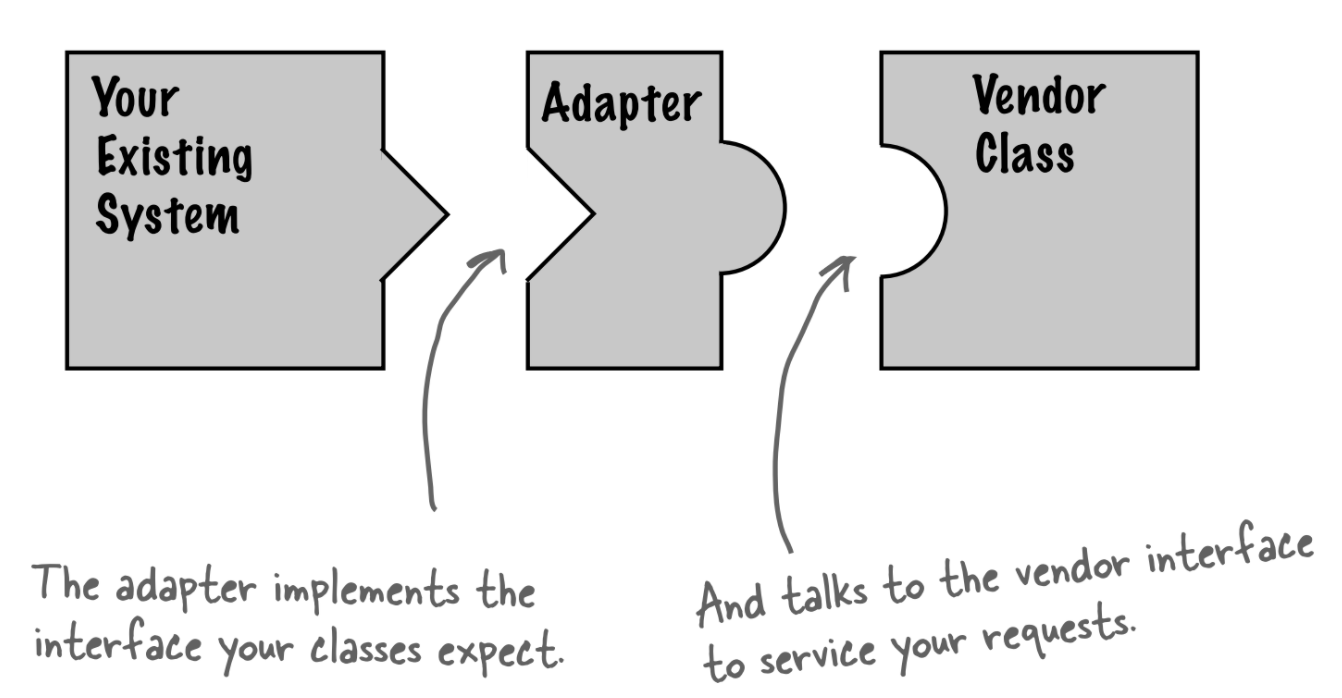 Your
Existing
System
Adapter
Vendor
Class
The adapter implements the
interface your classes expect.
And talks to the vendor interface
to service your requests.